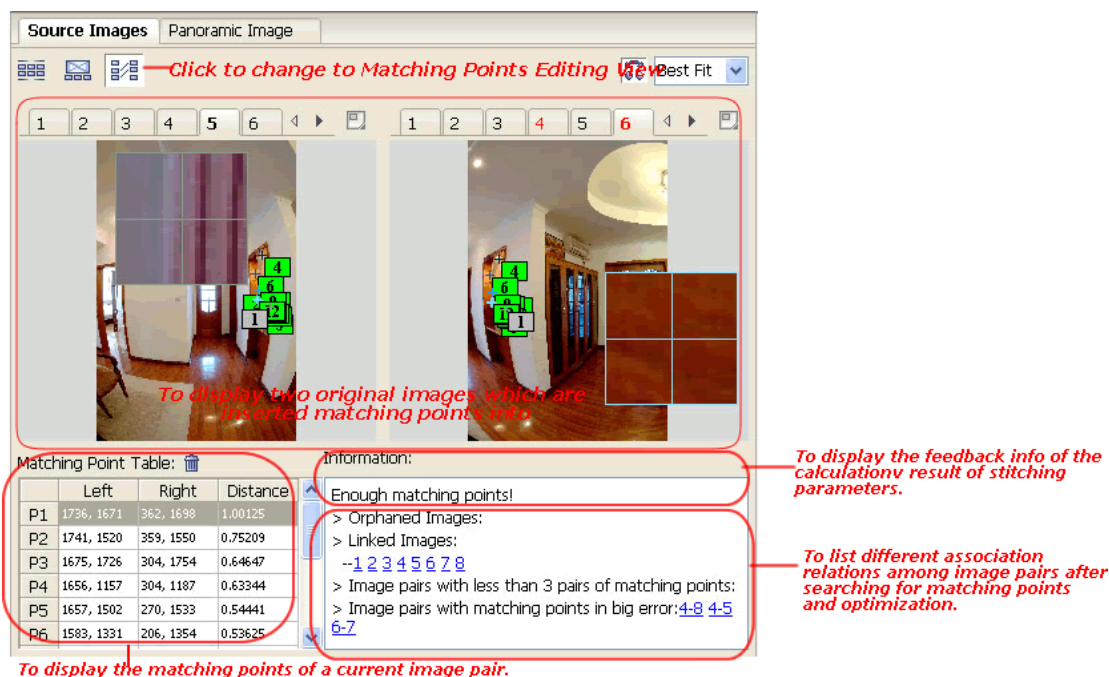 Source Images Panoramic Image
Click to change to Matching Points Editing View.
Best Fit
1 2 3 4 5 6
1 2 3 4 5 6
4
6
12
1
4
6
12
1
To display two original images which are
inserted matching points into
Matching Point Table:
Information:
Left Right Distance
P1 1736, 1671 362, 1698 1.00125
P2 1741, 1520 359, 1550 0.75209
P3 1675, 1726 304, 1754 0.64647
P4 1656, 1157 304, 1187 0.63344
P5 1657, 1502 270, 1533 0.54441
P6 1583, 1331 206, 1354 0.53625
Enough matching points!
> Orphaned Images:
> Linked Images:
--1 2 3 4 5 6 7 8
> Image pairs with less than 3 pairs of matching points:
> Image pairs with matching points in big error:4-8 4-5
6-7
To display the feedback info of the
calculationv result of stitching
parameters.
To list different association
relations among image pairs after
searching for matching points
and optimization.
To display the matching points of a current image pair.